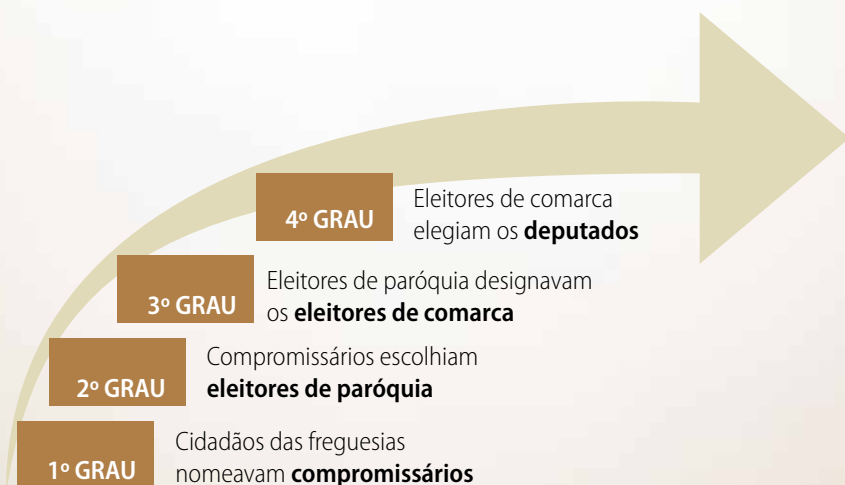 4º GRAU
Eleitores de comarca
elegiam os deputados
3º GRAU
Eleitores de paróquia designavam
os eleitores de comarca
2º GRAU
Compromissários escolhiam
eleitores de paróquia
1º GRAU
Cidadãos das freguesias
nomeavam compromissários